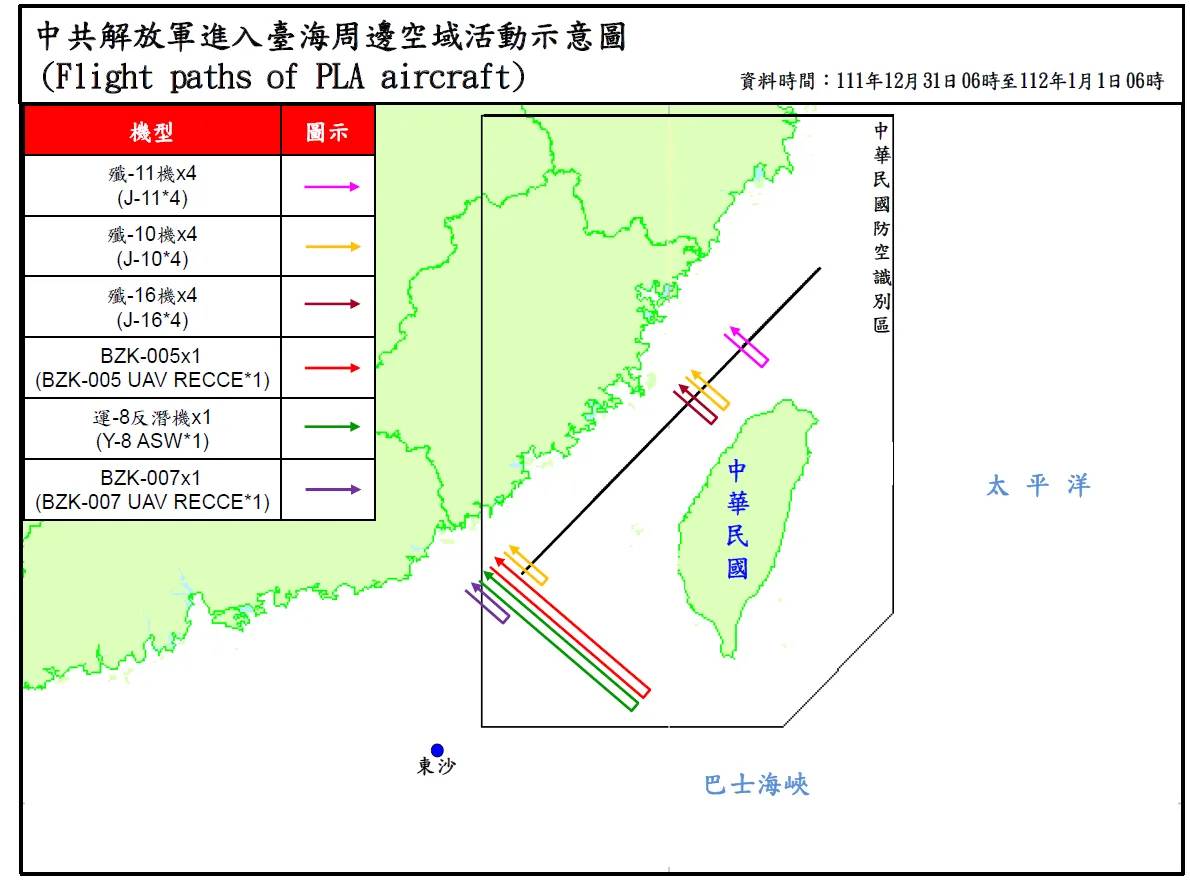 中共解放軍進入臺海周邊空域活動示意圖
(Flight paths of PLA aircraft)
資料時間：111年12月31日06時至112年1月1日06時
機型 圖示
殲-11機x4
(J-11*4)
殲-10機x4
(J-10*4)
殲-16機x4
(J-16*4)
BZK-005x1
(BZK-005 UAV RECCE*1)
運-8反潛機x1
(Y-8 ASW*1)
BZK-007x1
(BZK-007 UAV RECCE*1)
中華民國防空識別區
中華民國
太平洋
東沙
巴士海峽